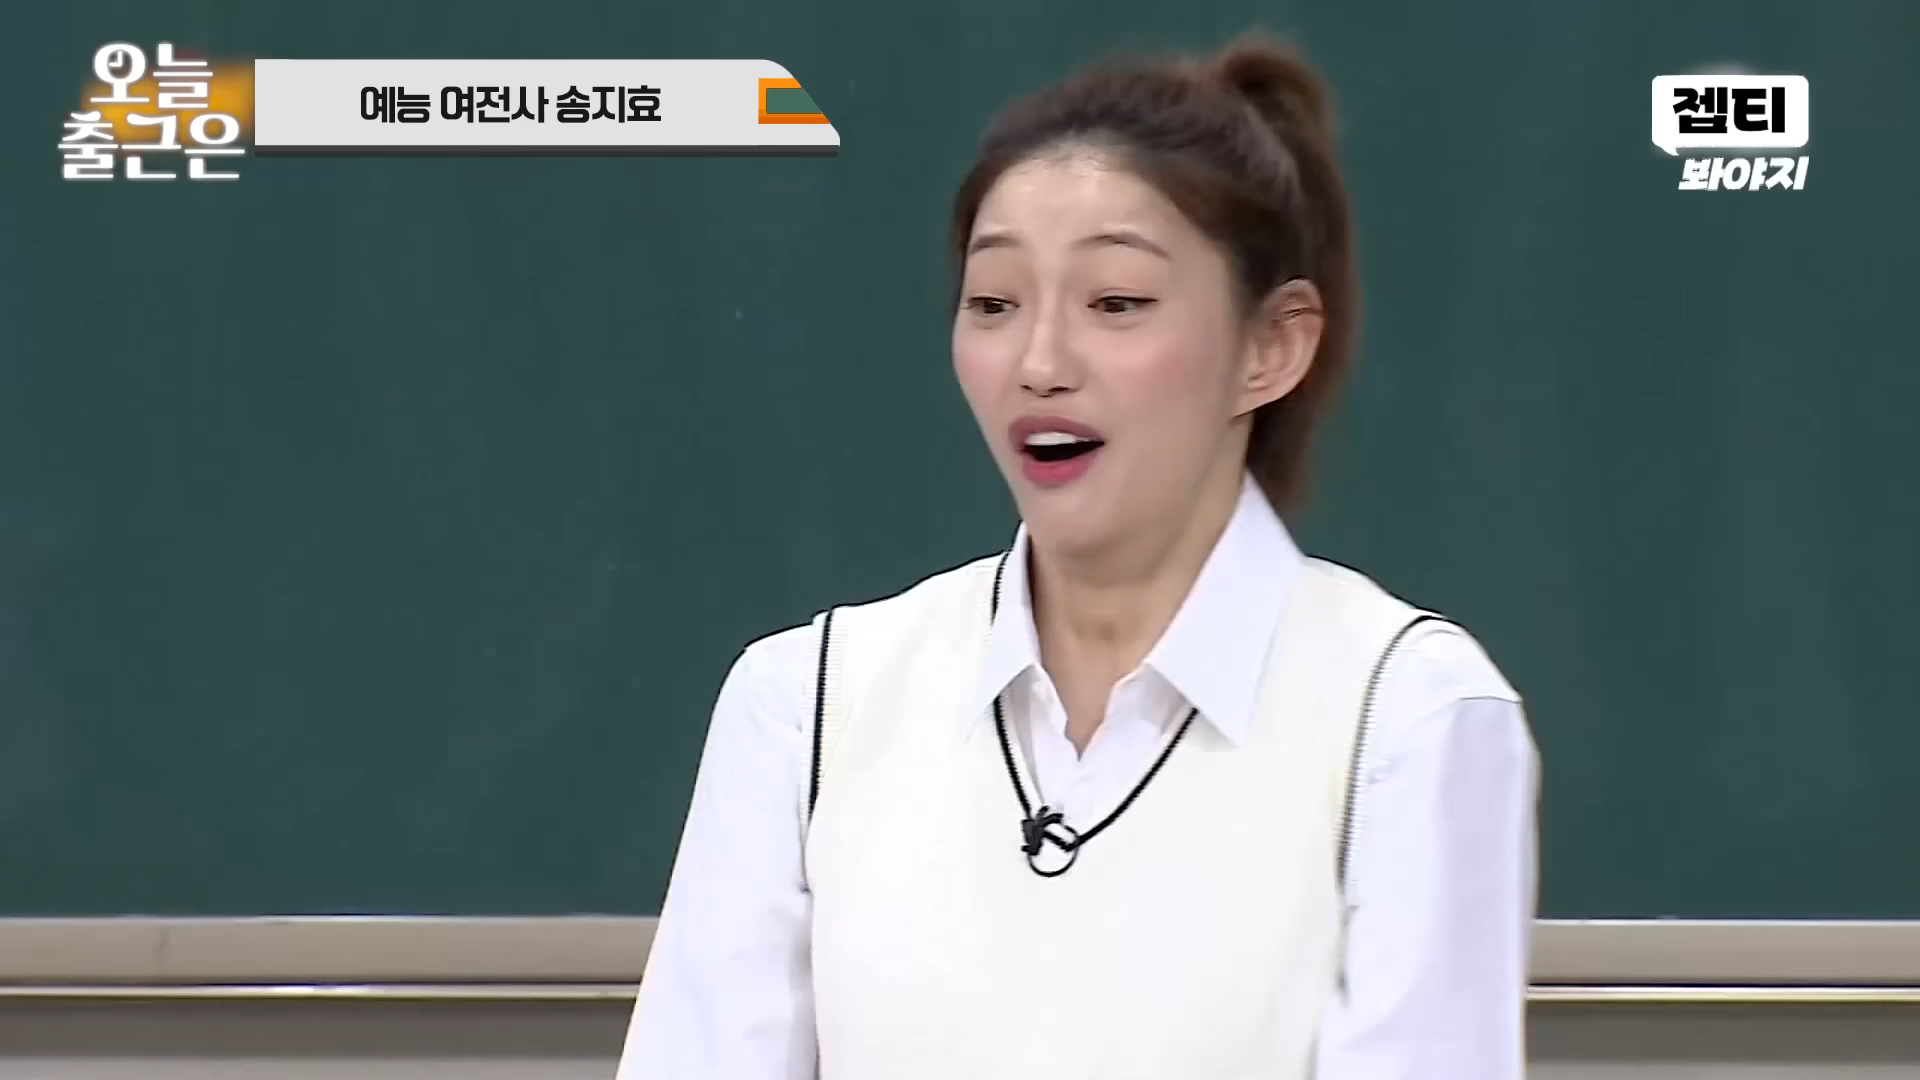 오늘
출근은
예능 여전사 송지효
젭티
봐야지